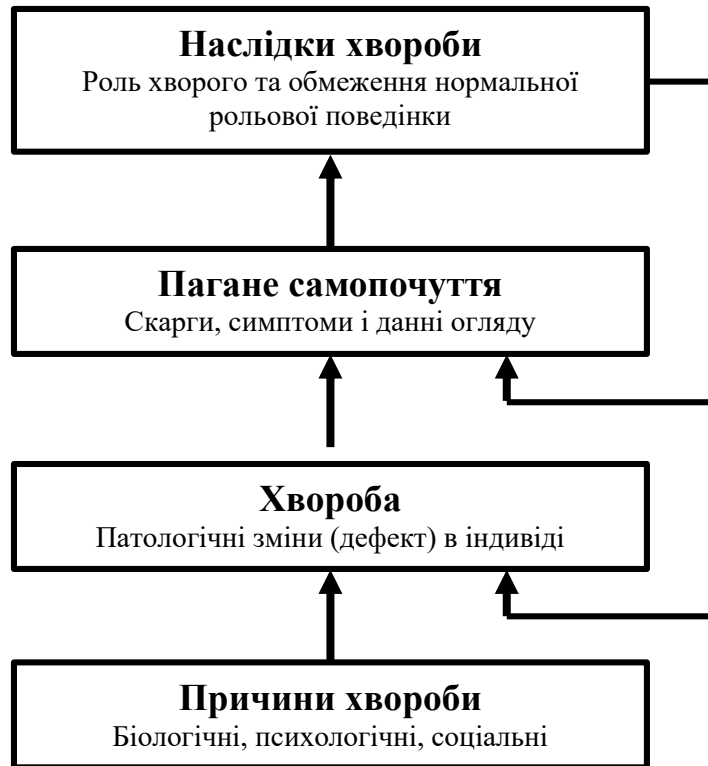 Наслідки хвороби
Роль хворого та обмеження нормальної
рольової поведінки
Пагане самопочуття
Скарги, симптоми і данні огляду
Хвороба
Патологічні зміни (дефект) в індивіді
Причини хвороби
Біологічні, психологічні, соціальні